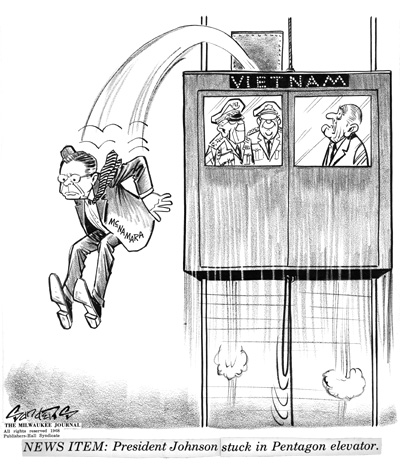 VIETNAM
McNAMARA
Sanders
THE MILWAUKEE JOURNAL
All rights reserved 1968
Publishers-Hall Syndicate
NEWS ITEM: President Johnson stuck in Pentagon elevator.